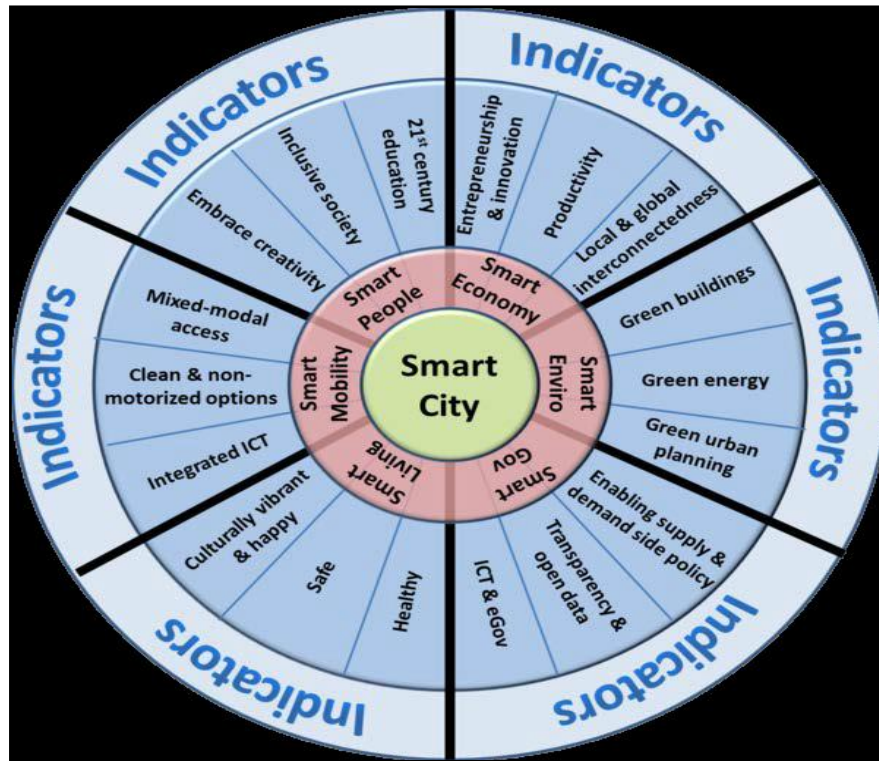 Indicators
Entrepreneurship
& innovation
Productivity
Local & global
interconnectedness
Smart
Economy
Indicators
Green buildings
Green energy
Green urban
planning
Smart
Enviro
Indicators
Enabling supply &
demand side policy
Transparency &
open data
ICT & eGov
Smart
Gov
Indicators
Healthy
Safe
Culturally vibrant
& happy
Smart
Living
Indicators
Integrated ICT
Clean & non-
motorized options
Mixed-modal
access
Smart
Mobility
Indicators
Embrace creativity
Inclusive society
21st century
education
Smart
People
Smart
City